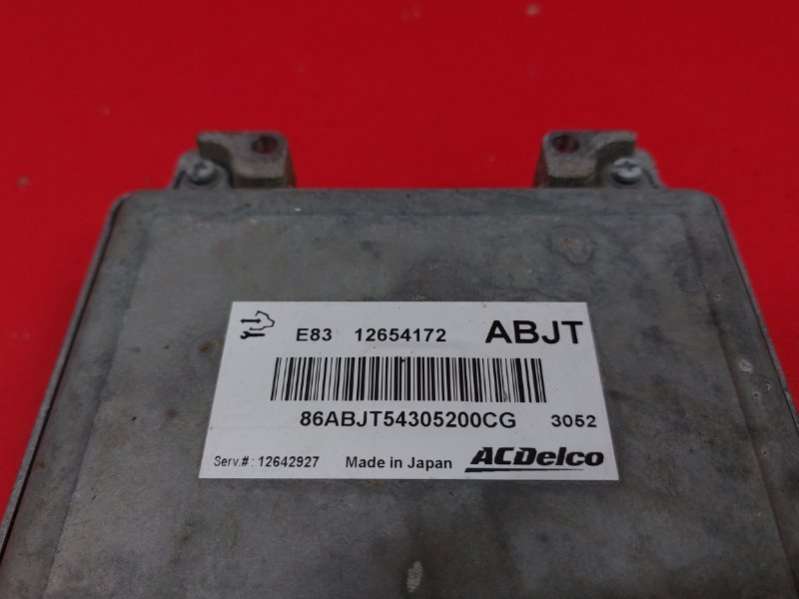 E83 12654172 ABJT
86ABJT54305200CG 3052
Serv.#: 12642927 Made in Japan ACDelco